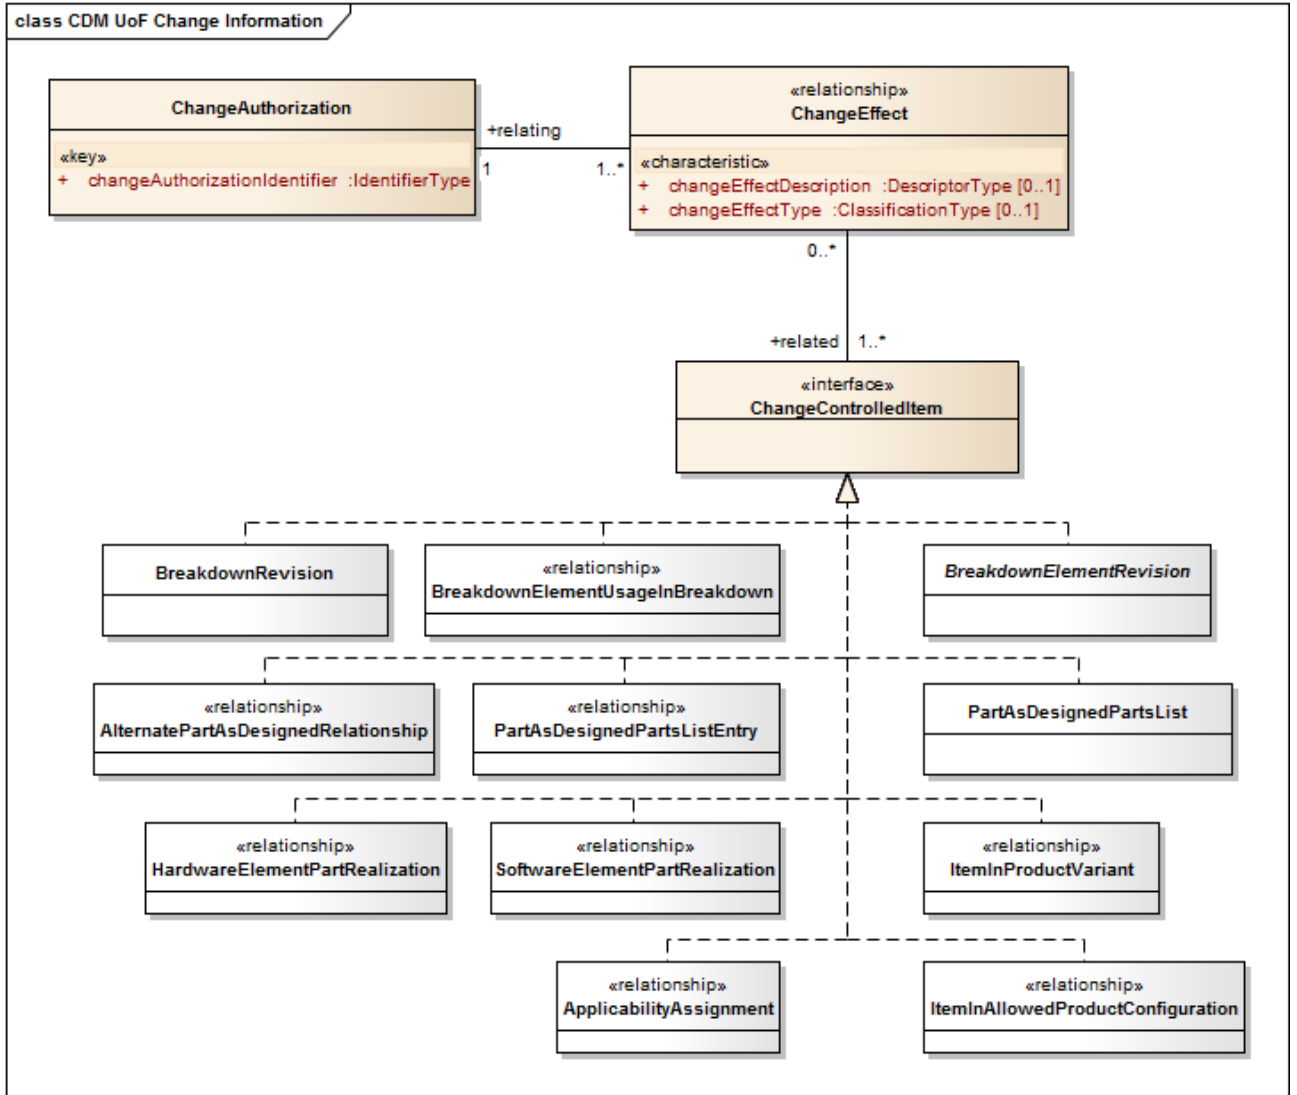 class CDM UoF Change Information
ChangeAuthorization
«key»
+ changeAuthorizationIdentifier :IdentifierType
+relating
1
1..*
«relationship»
ChangeEffect
«characteristic»
+ changeEffectDescription :DescriptorType [0..1]
+ changeEffectType :ClassificationType [0..1]
0..*
+related
1..*
«interface»
ChangeControlledItem
BreakdownRevision
«relationship»
BreakdownElementUsageInBreakdown
BreakdownElementRevision
«relationship»
AlternatePartAsDesignedRelationship
«relationship»
PartAsDesignedPartsListEntry
PartAsDesignedPartsList
«relationship»
HardwareElementPartRealization
«relationship»
SoftwareElementPartRealization
«relationship»
ItemInProductVariant
«relationship»
ApplicabilityAssignment
«relationship»
ItemInAllowedProductConfiguration